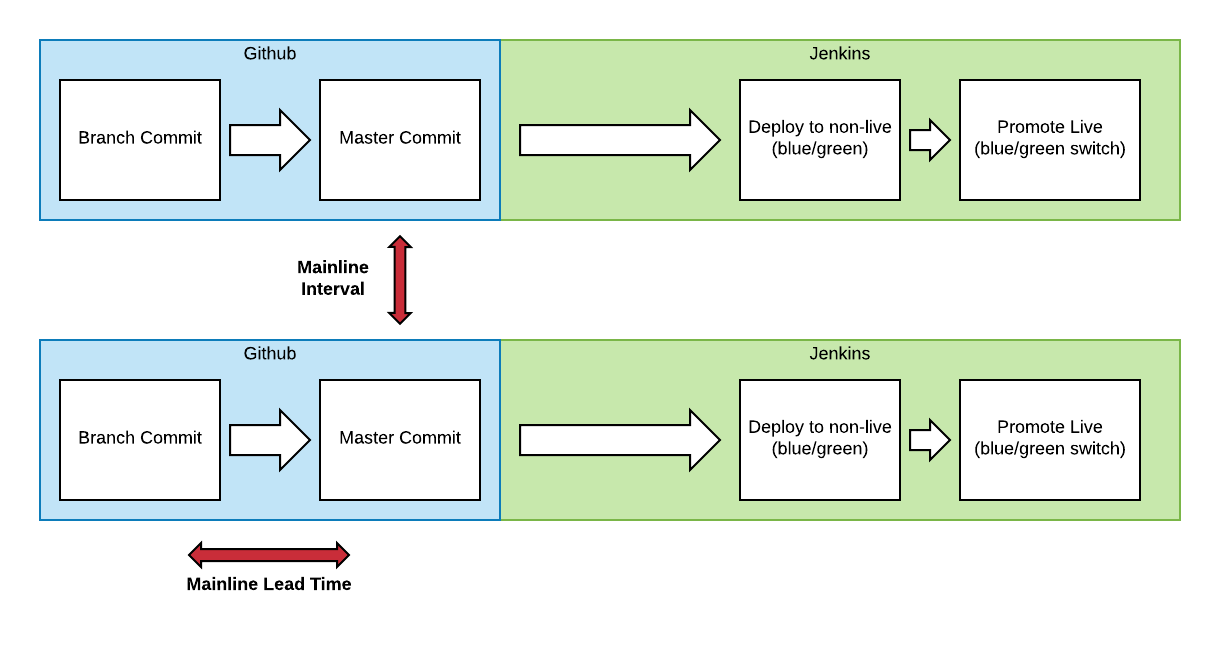 Github
Jenkins
Branch Commit
Master Commit
Deploy to non-live
(blue/green)
Promote Live
(blue/green switch)
Mainline
Interval
Github
Jenkins
Branch Commit
Master Commit
Deploy to non-live
(blue/green)
Promote Live
(blue/green switch)
Mainline Lead Time